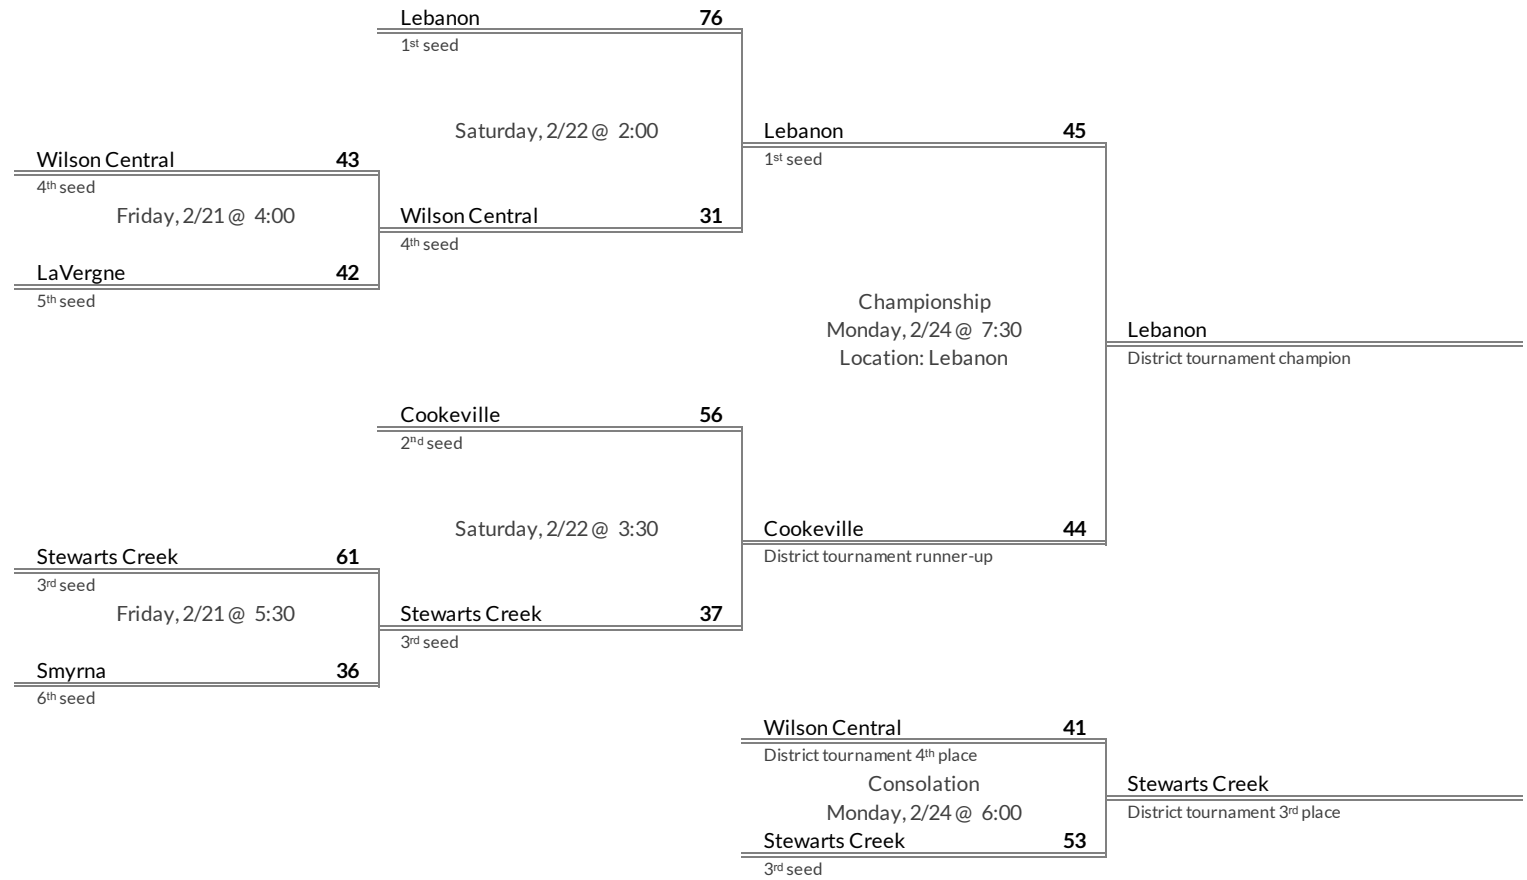 Lebanon 76
1st seed
Saturday, 2/22 @ 2:00
Lebanon 45
1st seed
Wilson Central 43
4th seed
Friday, 2/21 @ 4:00
Wilson Central 31
4th seed
LaVergne 42
5th seed
Championship
Monday, 2/24 @ 7:30
Location: Lebanon
Lebanon
District tournament champion
Cookeville 56
2nd seed
Saturday, 2/22 @ 3:30
Cookeville 44
District tournament runner-up
Stewarts Creek 61
3rd seed
Friday, 2/21 @ 5:30
Stewarts Creek 37
3rd seed
Smyrna 36
6th seed
Wilson Central 41
District tournament 4th place
Consolation
Monday, 2/24 @ 6:00
Stewarts Creek
District tournament 3rd place
Stewarts Creek 53
3rd seed